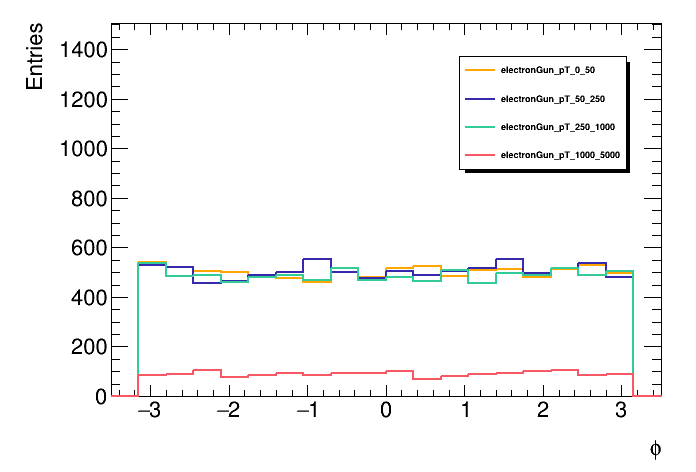 Entries
1400
1200
1000
800
600
400
200
0
electronGun_pT_0_50
electronGun_pT_50_250
electronGun_pT_250_1000
electronGun_pT_1000_5000
−3 −2 −1 0 1 2 3
ϕ